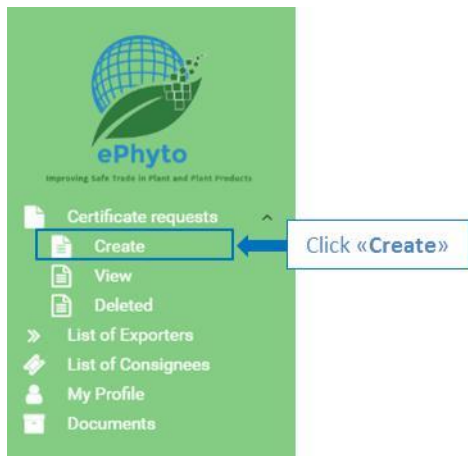 ePhyto
Improving Safe Trade in Plant and Plant Products
Certificate requests
Create
Click «Create»
View
Deleted
List of Exporters
List of Consignees
My Profile
Documents